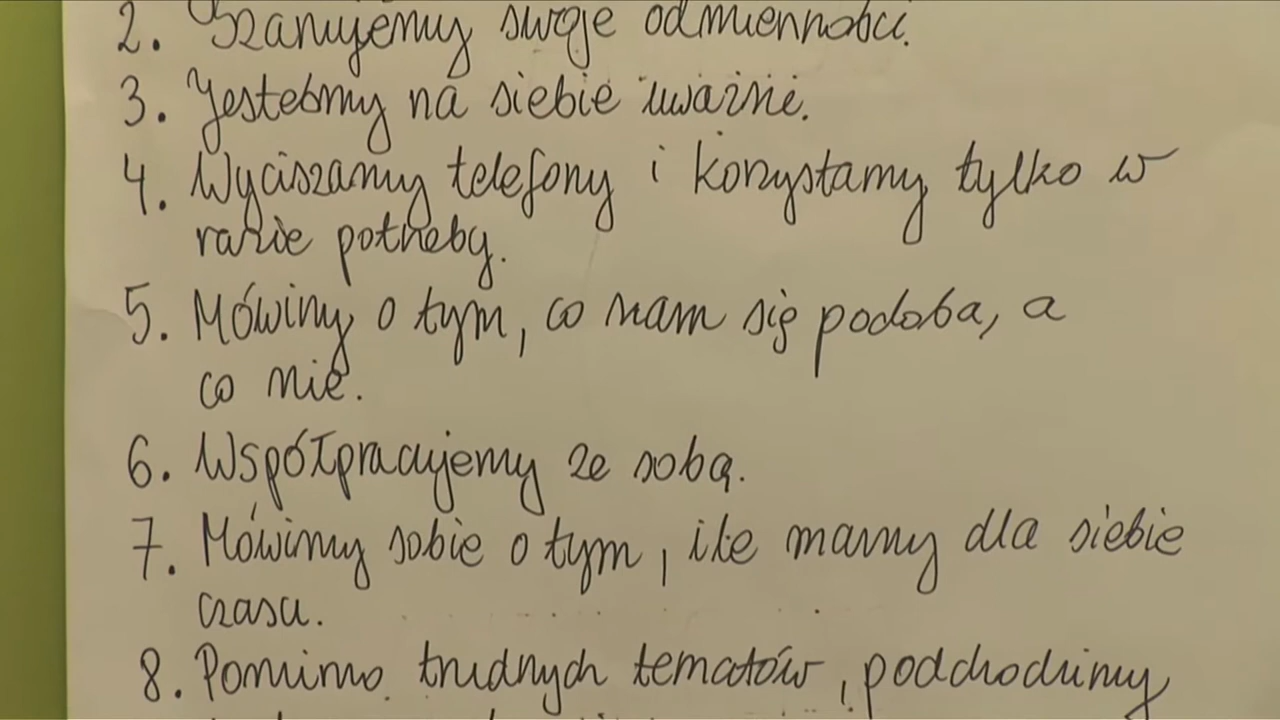 2. Szanujemy swoje odmienności.
3. Jesteśmy na siebie uważni.
4. Wyciszamy telefony i korzystamy tylko w
razie potrzeby.
5. Mówimy o tym, co nam się podoba, a
co nie.
6. Współpracujemy ze sobą.
7. Mówimy sobie o tym, ile mamy dla siebie
czasu.
8. Pomimo trudnych tematów, podchodzimy